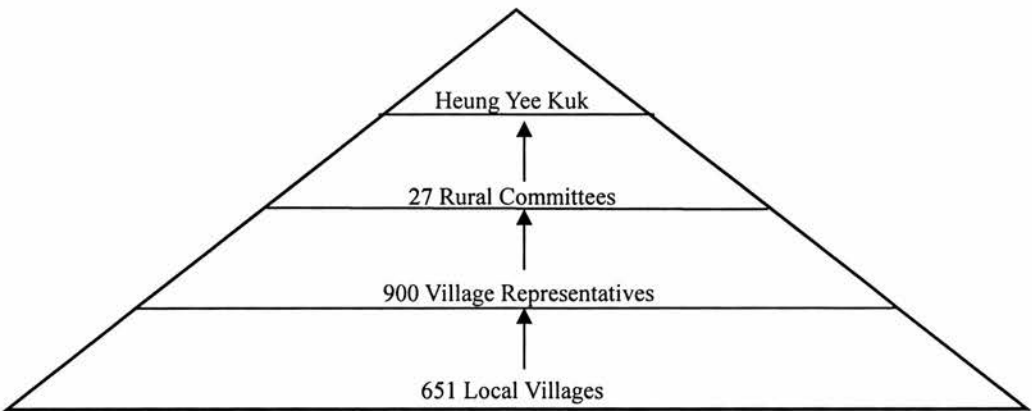 Heung Yee Kuk
27 Rural Committees
900 Village Representatives
651 Local Villages